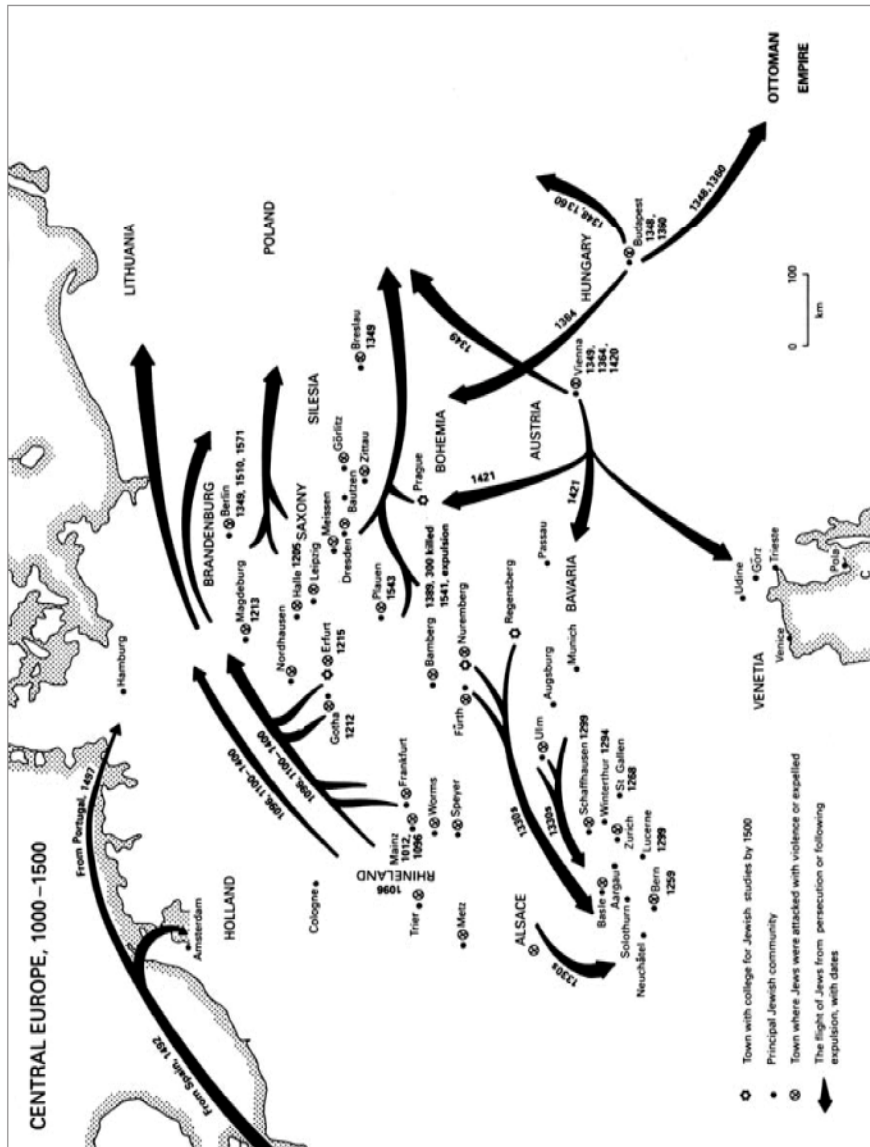 CENTRAL EUROPE, 1000–1500
From Spain, 1492
From Portugal, 1497
Amsterdam
HOLLAND
Hamburg
LITHUANIA
POLAND
BRANDENBURG
Berlin
1349, 1510, 1571
Magdeburg
1213
1096, 1100–1400
1096, 1100–1400
Cologne
Nordhausen
Halle 1205
Leipzig
SAXONY
Meissen
Dresden
Bautzen
Görlitz
Zittau
SILESIA
Breslau
1349
Erfurt
1215
Gotha
1212
Plauen
1543
Frankfurt
Mainz
1012,
1096
RHINELAND
1096
Worms
Speyer
Trier
Metz
Bamberg
1389, 300 killed
1541, expulsion
Prague
BOHEMIA
Fürth
Nuremberg
Regensberg
Passau
BAVARIA
Munich
Augsburg
Ulm
1330s
1330s
ALSACE
1330s
Schaffhausen 1299
Winterthur 1294
St Gallen
1268
Basle
Aargau
Zurich
Solothurn
Lucerne
1299
Bern
1259
Neuchâtel
AUSTRIA
Vienna
1349,
1364,
1420
1349
1421
1421
1364
HUNGARY
Budapest
1348,
1360
1348, 1360
1348, 1360
OTTOMAN
EMPIRE
Udine
Görz
Trieste
Pola
C
Venice
VENETIA
0
100
km
Town with college for Jewish studies by 1500
Principal Jewish community
Town where Jews were attacked with violence or expelled
The flight of Jews from persecution or following
expulsion, with dates